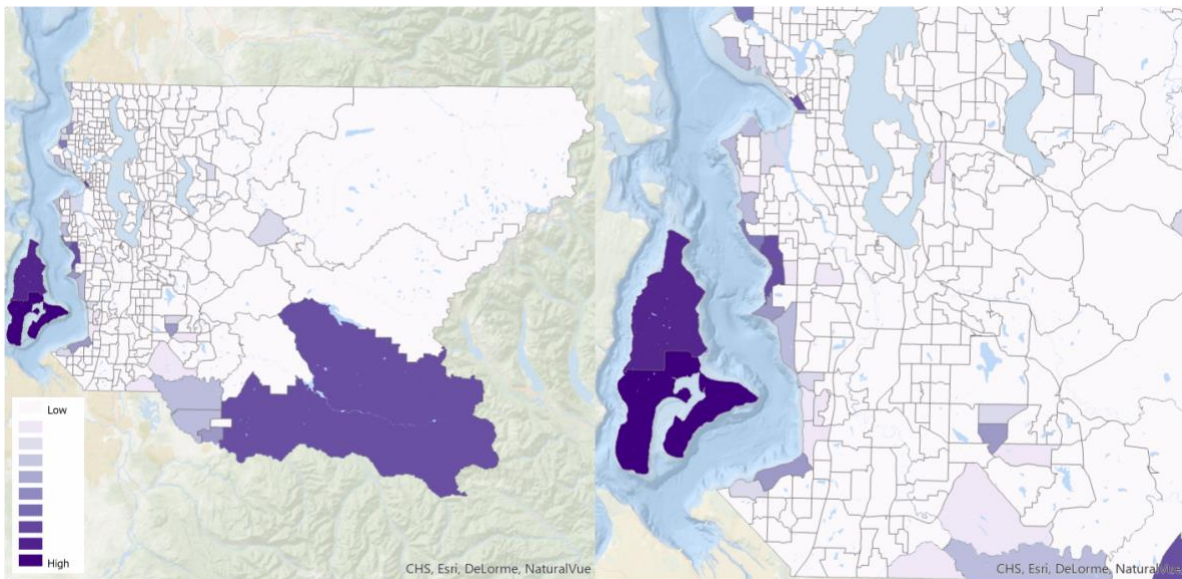 Low
High
CHS, Esri, DeLorme, NaturalVue
CHS, Esri, DeLorme, NaturalVue